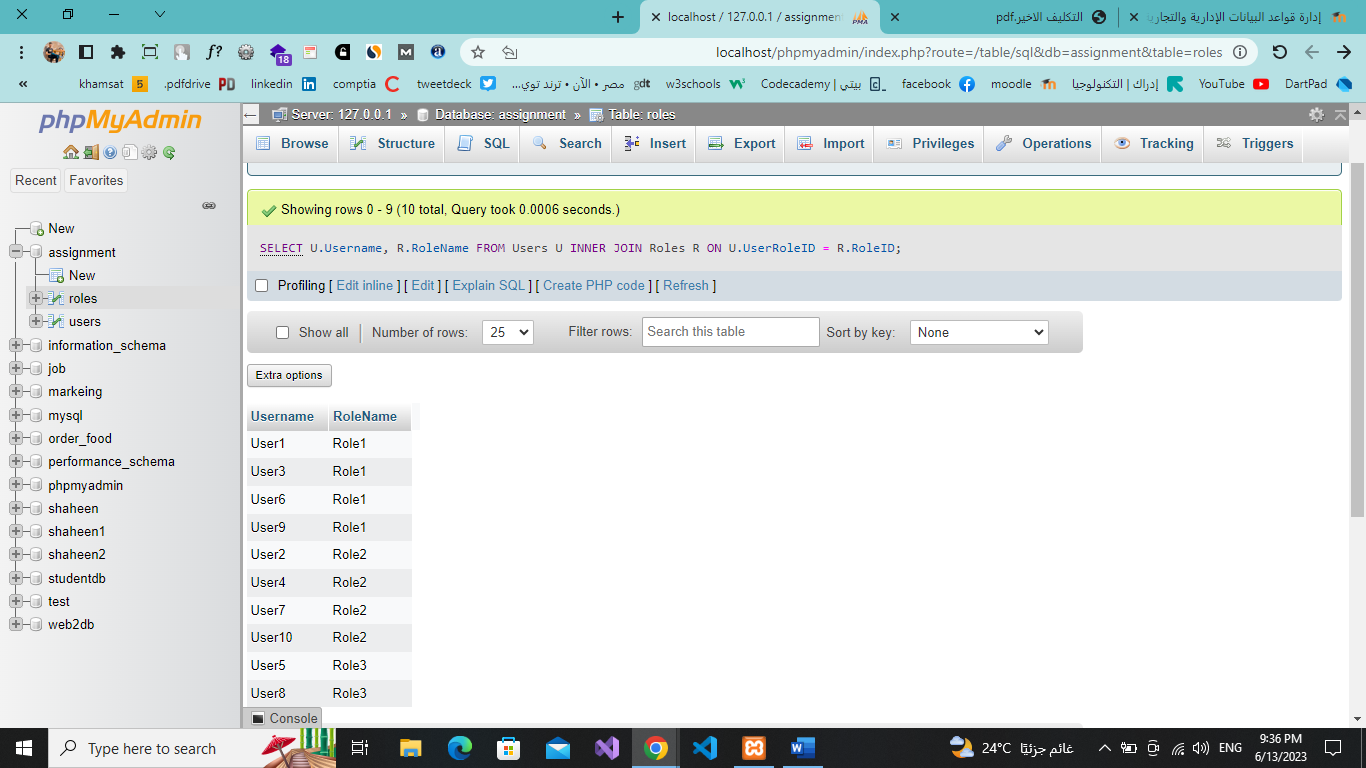 localhost / 127.0.0.1 / assignment
التكليف الاخير.pdf
إدارة قواعد البيانات الإدارية والتجارية
localhost/phpmyadmin/index.php?route=/table/sql&db=assignment&table=roles
18
« khamsat .pdfdrive linkedin comptia tweetdeck مصر • الآن • ترند توي... gdt w3schools Codecademy | بيتي facebook moodle إدراك | التكنولوجيا YouTube DartPad
phpMyAdmin
Recent Favorites
New
assignment
New
roles
users
information_schema
job
markeing
mysql
order_food
performance_schema
phpmyadmin
shaheen
shaheen1
shaheen2
studentdb
test
web2db
Server: 127.0.0.1 » Database: assignment » Table: roles
Browse Structure SQL Search Insert Export Import Privileges Operations Tracking Triggers
Showing rows 0 - 9 (10 total, Query took 0.0006 seconds.)
SELECT U.Username, R.RoleName FROM Users U INNER JOIN Roles R ON U.UserRoleID = R.RoleID;
Profiling [ Edit inline ] [ Edit ] [ Explain SQL ] [ Create PHP code ] [ Refresh ]
Show all Number of rows: 25 Filter rows: Search this table Sort by key: None
Extra options
Username RoleName
User1 Role1
User3 Role1
User6 Role1
User9 Role1
User2 Role2
User4 Role2
User7 Role2
User10 Role2
User5 Role3
User8 Role3
Console
Type here to search
24°C غائم جزئيًا
ENG
9:36 PM
6/13/2023